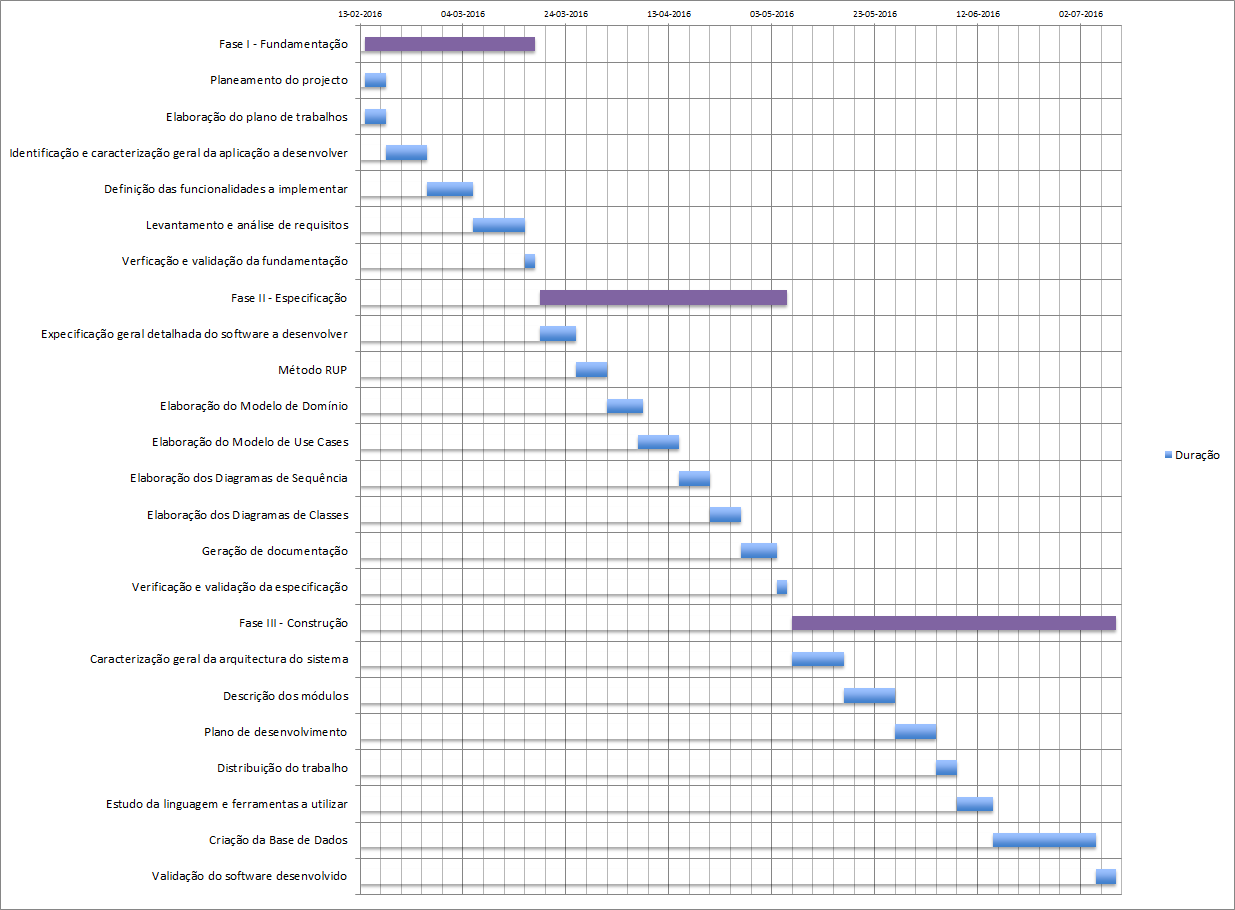 13-02-2016 04-03-2016 24-03-2016 13-04-2016 03-05-2016 23-05-2016 12-06-2016 02-07-2016
Fase I - Fundamentação
Planeamento do projecto
Elaboração do plano de trabalhos
Identificação e caracterização geral da aplicação a desenvolver
Definição das funcionalidades a implementar
Levantamento e análise de requisitos
Verficação e validação da fundamentação
Fase II - Especificação
Expecificação geral detalhada do software a desenvolver
Método RUP
Elaboração do Modelo de Domínio
Elaboração do Modelo de Use Cases
Elaboração dos Diagramas de Sequência
Elaboração dos Diagramas de Classes
Geração de documentação
Verificação e validação da especificação
Fase III - Construção
Caracterização geral da arquitectura do sistema
Descrição dos módulos
Plano de desenvolvimento
Distribuição do trabalho
Estudo da linguagem e ferramentas a utilizar
Criação da Base de Dados
Validação do software desenvolvido
Duração